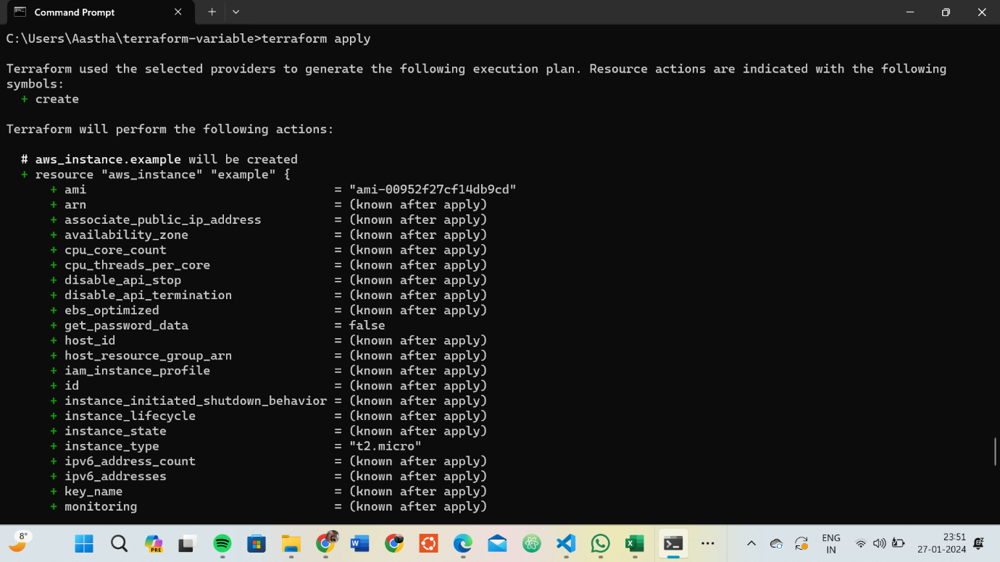 Command Prompt
C:\Users\Aastha\terraform-variable>terraform apply
Terraform used the selected providers to generate the following execution plan. Resource actions are indicated with the following
symbols:
+ create
Terraform will perform the following actions:
# aws_instance.example will be created
+ resource "aws_instance" "example" {
+ ami = "ami-00952f27cf14db9cd"
+ arn = (known after apply)
+ associate_public_ip_address = (known after apply)
+ availability_zone = (known after apply)
+ cpu_core_count = (known after apply)
+ cpu_threads_per_core = (known after apply)
+ disable_api_stop = (known after apply)
+ disable_api_termination = (known after apply)
+ ebs_optimized = (known after apply)
+ get_password_data = false
+ host_id = (known after apply)
+ host_resource_group_arn = (known after apply)
+ iam_instance_profile = (known after apply)
+ id = (known after apply)
+ instance_initiated_shutdown_behavior = (known after apply)
+ instance_lifecycle = (known after apply)
+ instance_state = (known after apply)
+ instance_type = "t2.micro"
+ ipv6_address_count = (known after apply)
+ ipv6_addresses = (known after apply)
+ key_name = (known after apply)
+ monitoring = (known after apply)
8°
PRE
W
X
ENG
IN
23:51
27-01-2024